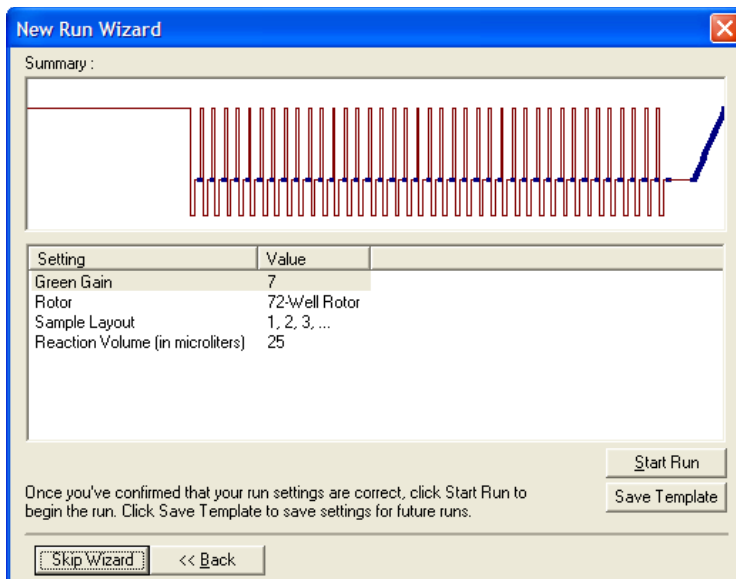 New Run Wizard
Summary :
Setting Value
Green Gain 7
Rotor 72-Well Rotor
Sample Layout 1, 2, 3, ...
Reaction Volume (in microliters) 25
Start Run
Once you've confirmed that your run settings are correct, click Start Run to
begin the run. Click Save Template to save settings for future runs.
Save Template
Skip Wizard << Back